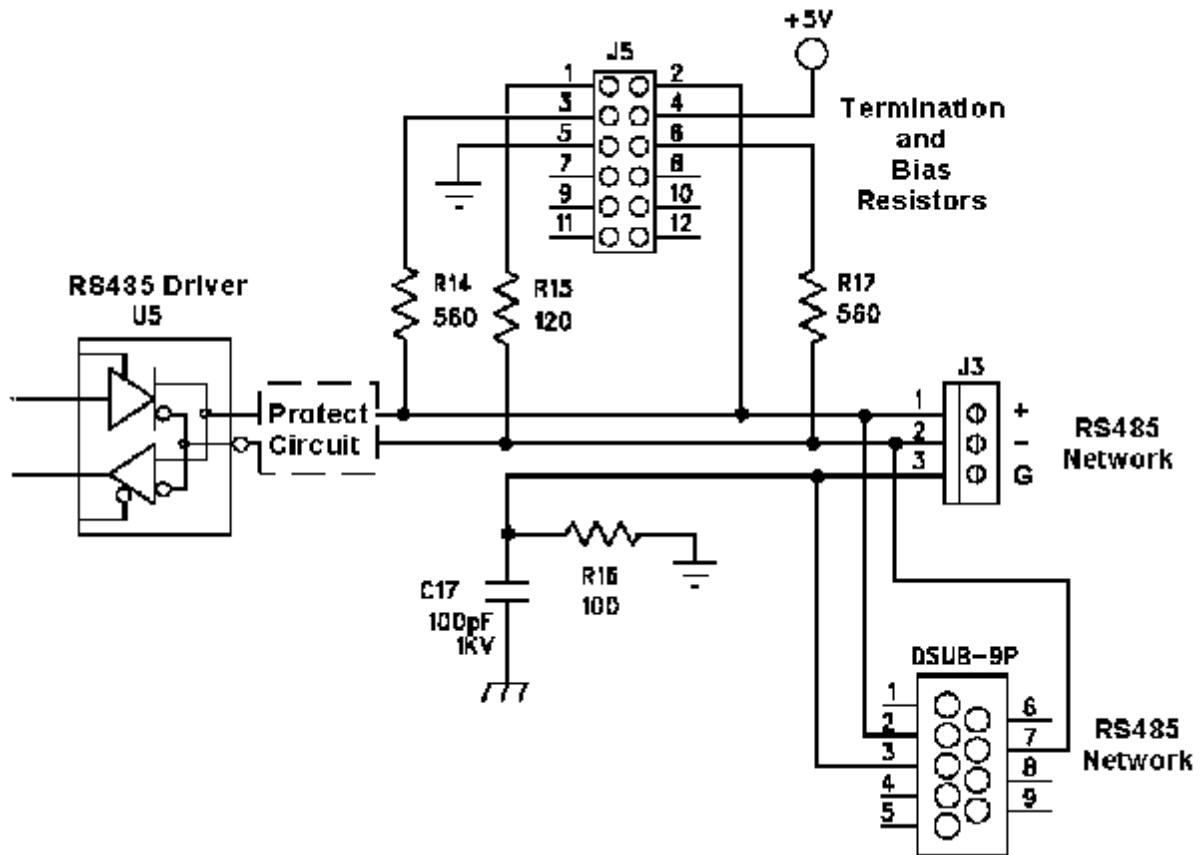 +5V
J5
1 2
3 4
5 6
7 8
9 10
11 12
Termination
and
Bias
Resistors
RS485 Driver
U5
R14
560
R15
120
R17
560
Protect
Circuit
J3
1 +
2 –
3 G
RS485
Network
C17
100pF
1KV
R16
100
DSUB-9P
1
2
3
4
5
6
7
8
9
RS485
Network